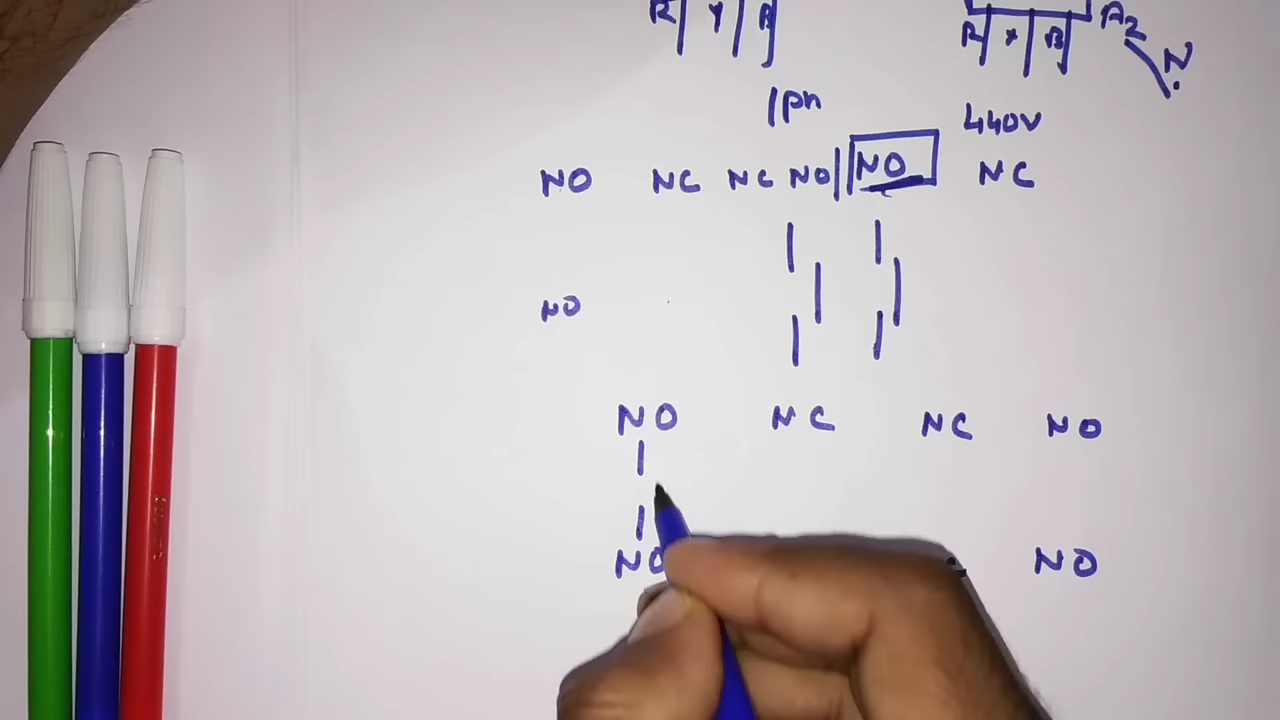 R Y B R Y B A2 N
1ph
440V
NO NC NC NO NO NC
NO
NO NC NC NO
NO NO